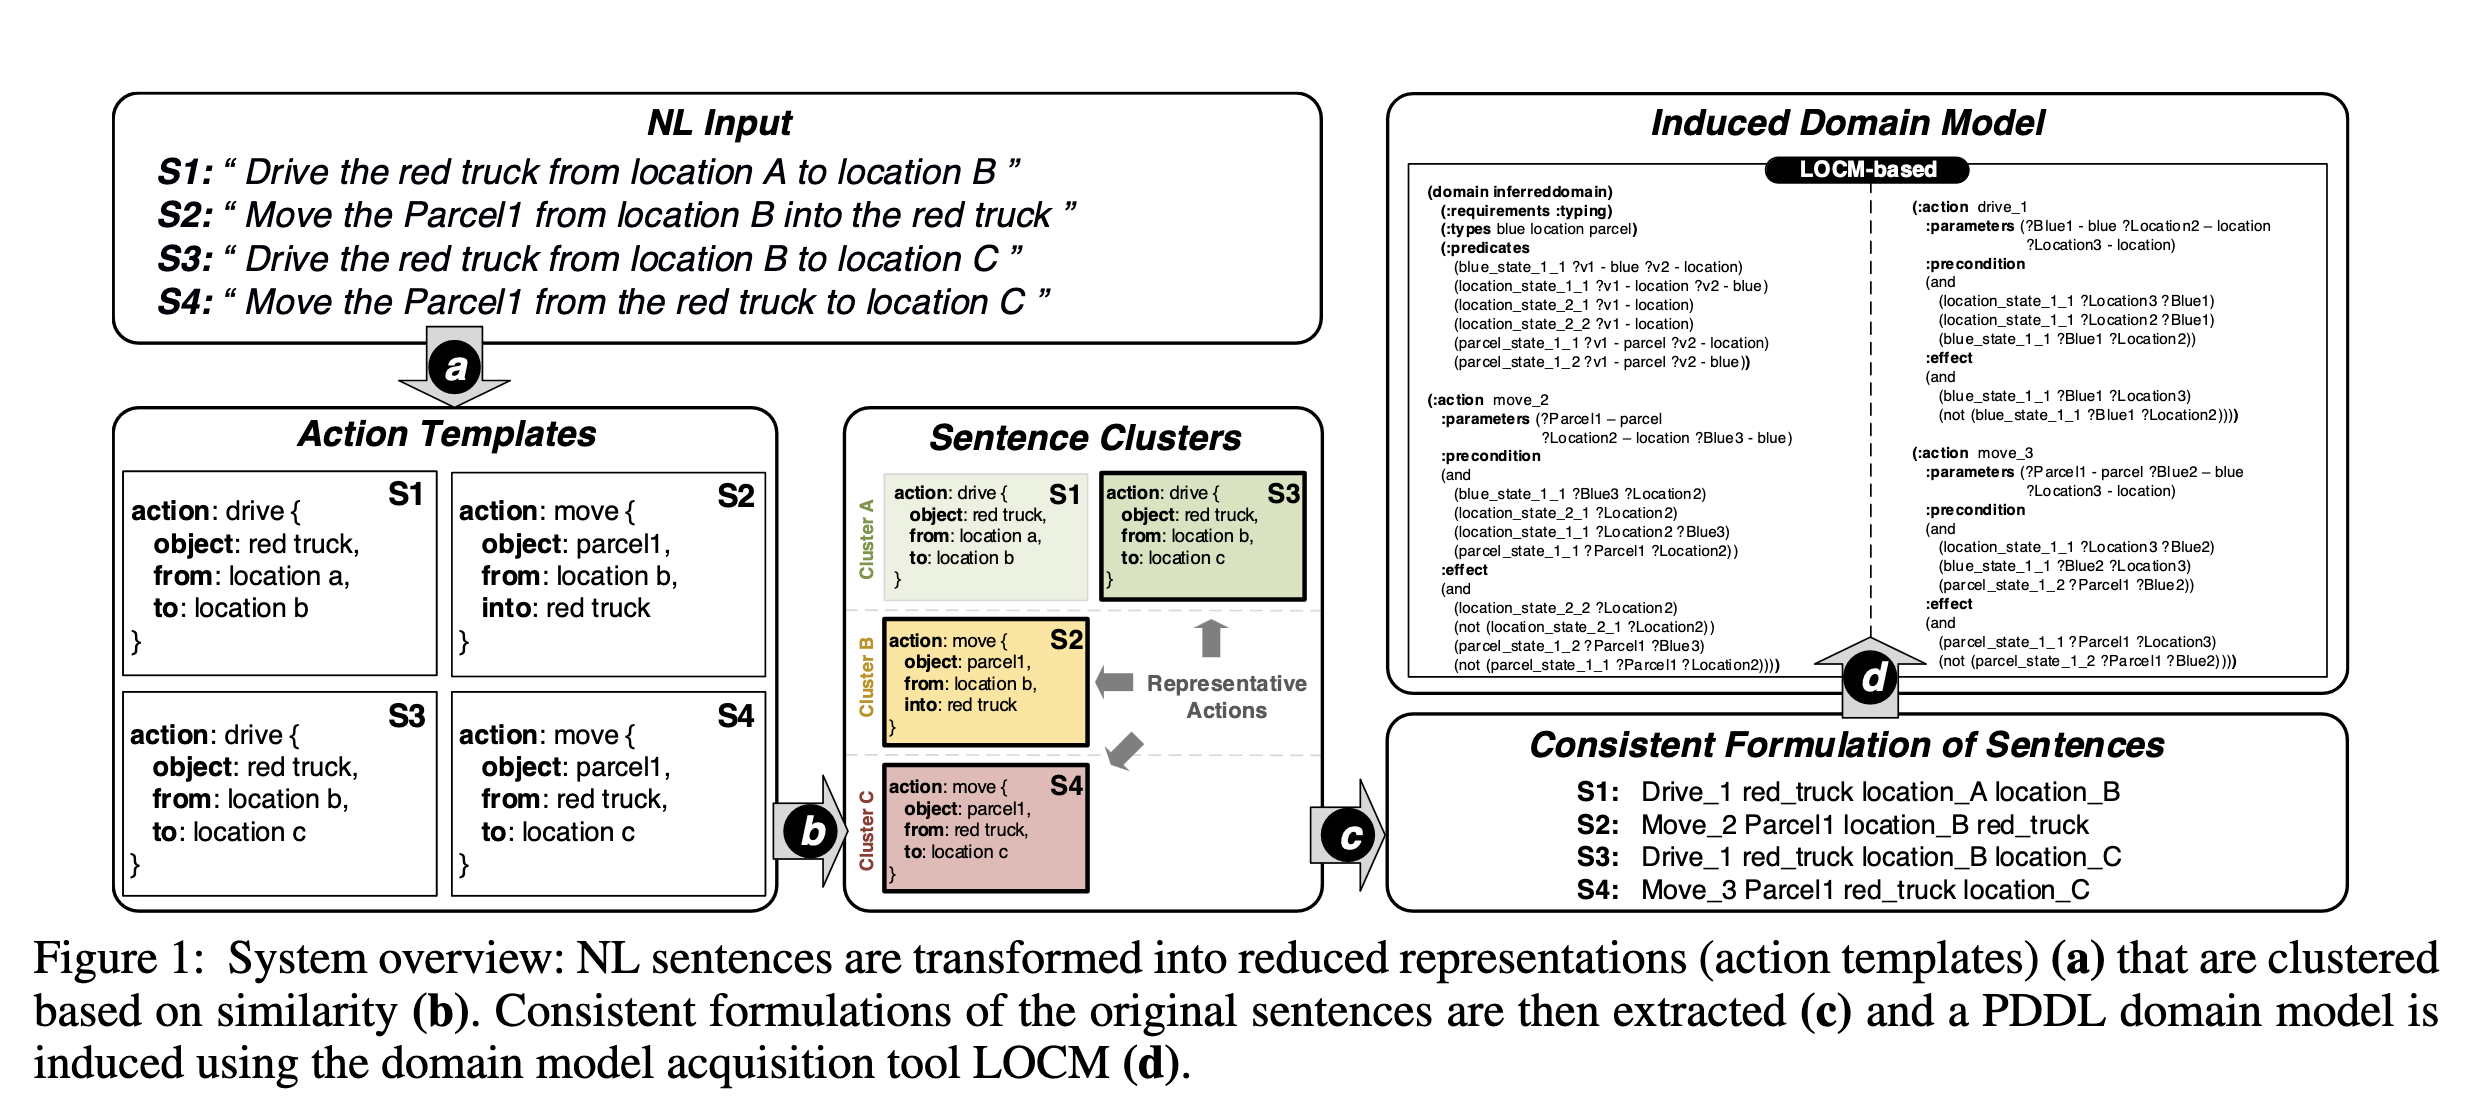 NL Input
S1: “ Drive the red truck from location A to location B ”
S2: “ Move the Parcel1 from location B into the red truck ”
S3: “ Drive the red truck from location B to location C ”
S4: “ Move the Parcel1 from the red truck to location C ”
a
Action Templates
S1
action: drive {
object: red truck,
from: location a,
to: location b
}
S2
action: move {
object: parcel1,
from: location b,
into: red truck
}
S3
action: drive {
object: red truck,
from: location b,
to: location c
}
S4
action: move {
object: parcel1,
from: red truck,
to: location c
}
b
Sentence Clusters
Cluster A
S1
action: drive {
object: red truck,
from: location a,
to: location b
}
S3
action: drive {
object: red truck,
from: location b,
to: location c
}
Cluster B
S2
action: move {
object: parcel1,
from: location b,
into: red truck
}
Representative
Actions
Cluster C
S4
action: move {
object: parcel1,
from: red truck,
to: location c
}
c
Consistent Formulation of Sentences
S1: Drive_1 red_truck location_A location_B
S2: Move_2 Parcel1 location_B red_truck
S3: Drive_1 red_truck location_B location_C
S4: Move_3 Parcel1 red_truck location_C
d
Induced Domain Model
LOCM-based
(domain inferreddomain)
(:requirements :typing)
(:types blue location parcel)
(:predicates
(blue_state_1_1 ?v1 - blue ?v2 - location)
(location_state_1_1 ?v1 - location ?v2 - blue)
(location_state_2_1 ?v1 - location)
(location_state_2_2 ?v1 - location)
(parcel_state_1_1 ?v1 - parcel ?v2 - location)
(parcel_state_1_2 ?v1 - parcel ?v2 - blue))
(:action move_2
:parameters (?Parcel1 – parcel
?Location2 – location ?Blue3 - blue)
:precondition
(and
(blue_state_1_1 ?Blue3 ?Location2)
(location_state_2_1 ?Location2)
(location_state_1_1 ?Location2 ?Blue3)
(parcel_state_1_1 ?Parcel1 ?Location2))
:effect
(and
(location_state_2_2 ?Location2)
(not (location_state_2_1 ?Location2))
(parcel_state_1_2 ?Parcel1 ?Blue3)
(not (parcel_state_1_1 ?Parcel1 ?Location2))))
(:action drive_1
:parameters (?Blue1 - blue ?Location2 – location
?Location3 - location)
:precondition
(and
(location_state_1_1 ?Location3 ?Blue1)
(location_state_1_1 ?Location2 ?Blue1)
(blue_state_1_1 ?Blue1 ?Location2))
:effect
(and
(blue_state_1_1 ?Blue1 ?Location3)
(not (blue_state_1_1 ?Blue1 ?Location2))))
(:action move_3
:parameters (?Parcel1 - parcel ?Blue2 – blue
?Location3 - location)
:precondition
(and
(location_state_1_1 ?Location3 ?Blue2)
(blue_state_1_1 ?Blue2 ?Location3)
(parcel_state_1_2 ?Parcel1 ?Blue2))
:effect
(and
(parcel_state_1_1 ?Parcel1 ?Location3)
(not (parcel_state_1_2 ?Parcel1 ?Blue2))))
Figure 1: System overview: NL sentences are transformed into reduced representations (action templates) (a) that are clustered
based on similarity (b). Consistent formulations of the original sentences are then extracted (c) and a PDDL domain model is
induced using the domain model acquisition tool LOCM (d).